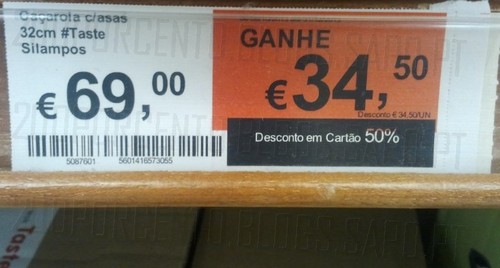 Caçarola c/asas
32cm #Taste
Silampos
€ 69,00
5087601 5601416573055
GANHE
€ 34,50
Desconto € 34,50/UN
Desconto em Cartão 50%
Taste